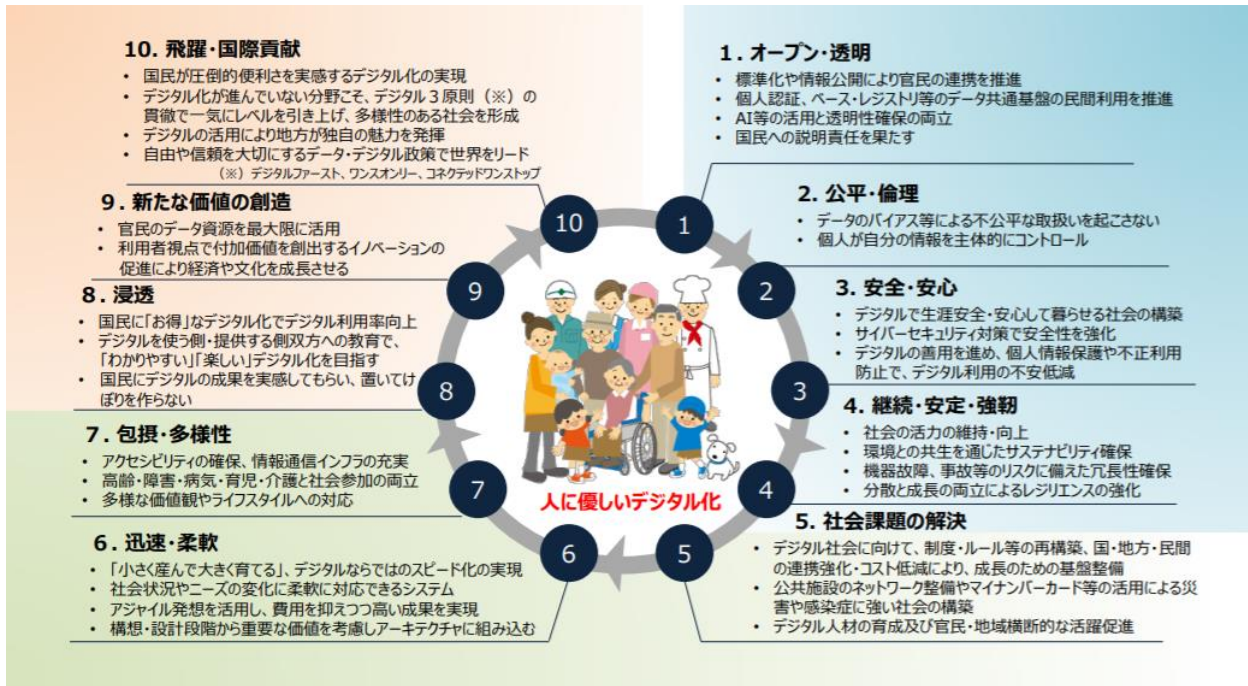 1. オープン・透明
• 標準化や情報公開により官民の連携を推進
• 個人認証、ベース・レジストリ等のデータ共通基盤の民間利用を推進
• AI等の活用と透明性確保の両立
• 国民への説明責任を果たす
2. 公平・倫理
• データのバイアス等による不公平な取扱いを起こさない
• 個人が自分の情報を主体的にコントロール
3. 安全・安心
• デジタルで生涯安全・安心して暮らせる社会の構築
• サイバーセキュリティ対策で安全性を強化
• デジタルの善用を進め、個人情報保護や不正利用
防止で、デジタル利用の不安低減
4. 継続・安定・強靭
• 社会の活力の維持・向上
• 環境との共生を通じたサステナビリティ確保
• 機器故障、事故等のリスクに備えた冗長性確保
• 分散と成長の両立によるレジリエンスの強化
5. 社会課題の解決
• デジタル社会に向けて、制度・ルール等の再構築、国・地方・民間
の連携強化・コスト低減により、成長のための基盤整備
• 公共施設のネットワーク整備やマイナンバーカード等の活用による災
害や感染症に強い社会の構築
• デジタル人材の育成及び官民・地域横断的な活躍促進
6. 迅速・柔軟
• 「小さく産んで大きく育てる」、デジタルならではのスピード化の実現
• 社会状況やニーズの変化に柔軟に対応できるシステム
• アジャイル発想を活用し、費用を抑えつつ高い成果を実現
• 構想・設計段階から重要な価値を考慮しアーキテクチャに組み込む
7. 包摂・多様性
• アクセシビリティの確保、情報通信インフラの充実
• 高齢・障害・病気・育児・介護と社会参加の両立
• 多様な価値観やライフスタイルへの対応
8. 浸透
• 国民に「お得」なデジタル化でデジタル利用率向上
• デジタルを使う側・提供する側双方への教育で、
「わかりやすい」「楽しい」デジタル化を目指す
• 国民にデジタルの成果を実感してもらい、置いてけ
ぼりを作らない
9. 新たな価値の創造
• 官民のデータ資源を最大限に活用
• 利用者視点で付加価値を創出するイノベーションの
促進により経済や文化を成長させる
10. 飛躍・国際貢献
• 国民が圧倒的便利さを実感するデジタル化の実現
• デジタル化が進んでいない分野こそ、デジタル3原則(※)の
貫徹で一気にレベルを引き上げ、多様性のある社会を形成
• デジタルの活用により地方が独自の魅力を発揮
• 自由や信頼を大切にするデータ・デジタル政策で世界をリード
(※)デジタルファースト、ワンスオンリー、コネクテッドワンストップ
1
2
3
4
5
6
7
8
9
10
人に優しいデジタル化